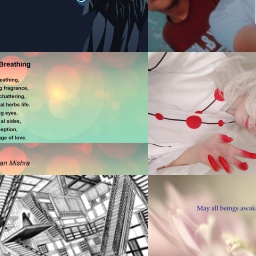 Breathing
eathing.
g fragrance,
chattering,
al herbs life.
ng eyes,
al sides,
eption,
ge of love.
an Mishra
May all beings awak